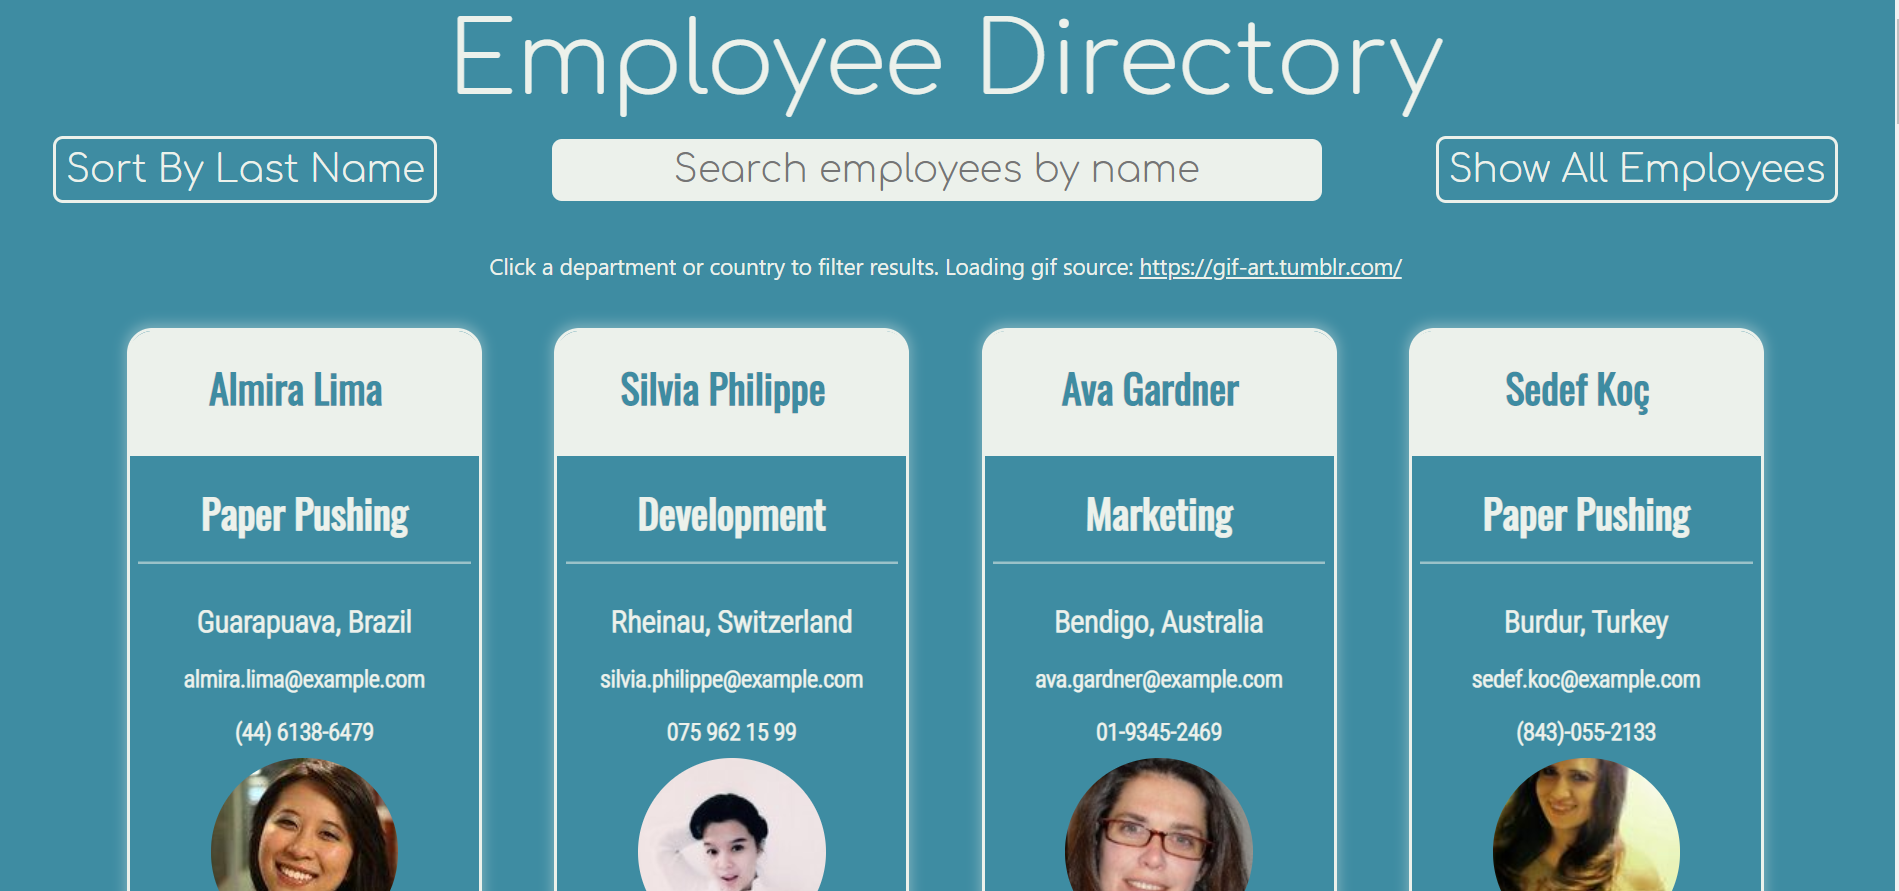 Employee Directory
Sort By Last Name
Search employees by name
Show All Employees
Click a department or country to filter results. Loading gif source: https://gif-art.tumblr.com/
Almira Lima
Paper Pushing
Guarapuava, Brazil
almira.lima@example.com
(44) 6138-6479
Silvia Philippe
Development
Rheinau, Switzerland
silvia.philippe@example.com
075 962 15 99
Ava Gardner
Marketing
Bendigo, Australia
ava.gardner@example.com
01-9345-2469
Sedef Koç
Paper Pushing
Burdur, Turkey
sedef.koc@example.com
(843)-055-2133